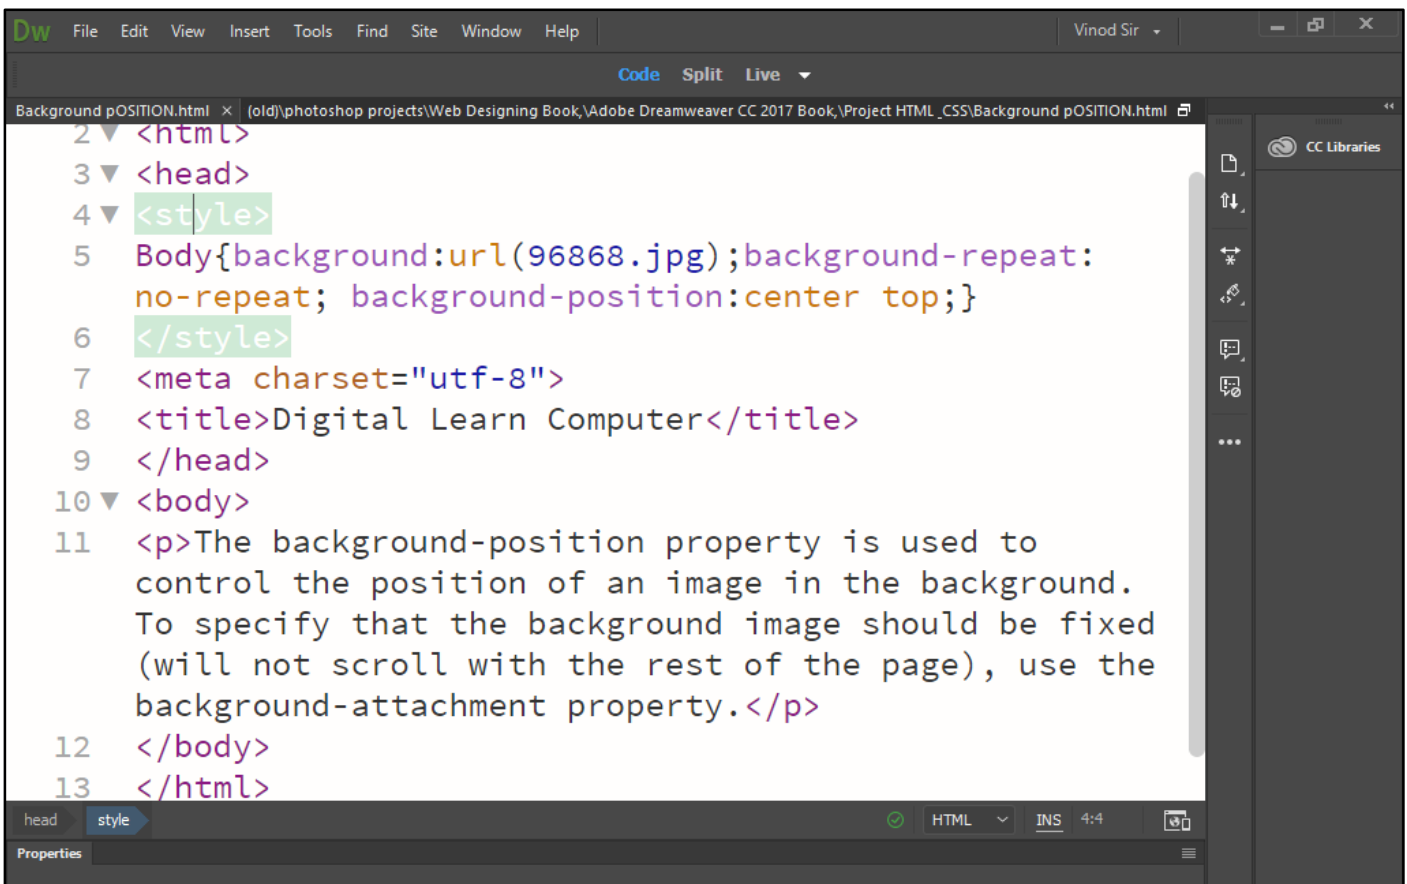 Dw File Edit View Insert Tools Find Site Window Help Vinod Sir
Code Split Live
Background pOSITION.html × (old)\photoshop projects\Web Designing Book,\Adobe Dreamweaver CC 2017 Book,\Project HTML_CSS\Background pOSITION.html
CC Libraries
2 <html>
3 <head>
4 <style>
5 Body{background:url(96868.jpg);background-repeat:
no-repeat; background-position:center top;}
6 </style>
7 <meta charset="utf-8">
8 <title>Digital Learn Computer</title>
9 </head>
10 <body>
11 <p>The background-position property is used to
control the position of an image in the background.
To specify that the background image should be fixed
(will not scroll with the rest of the page), use the
background-attachment property.</p>
12 </body>
13 </html>
head style HTML INS 4:4
Properties